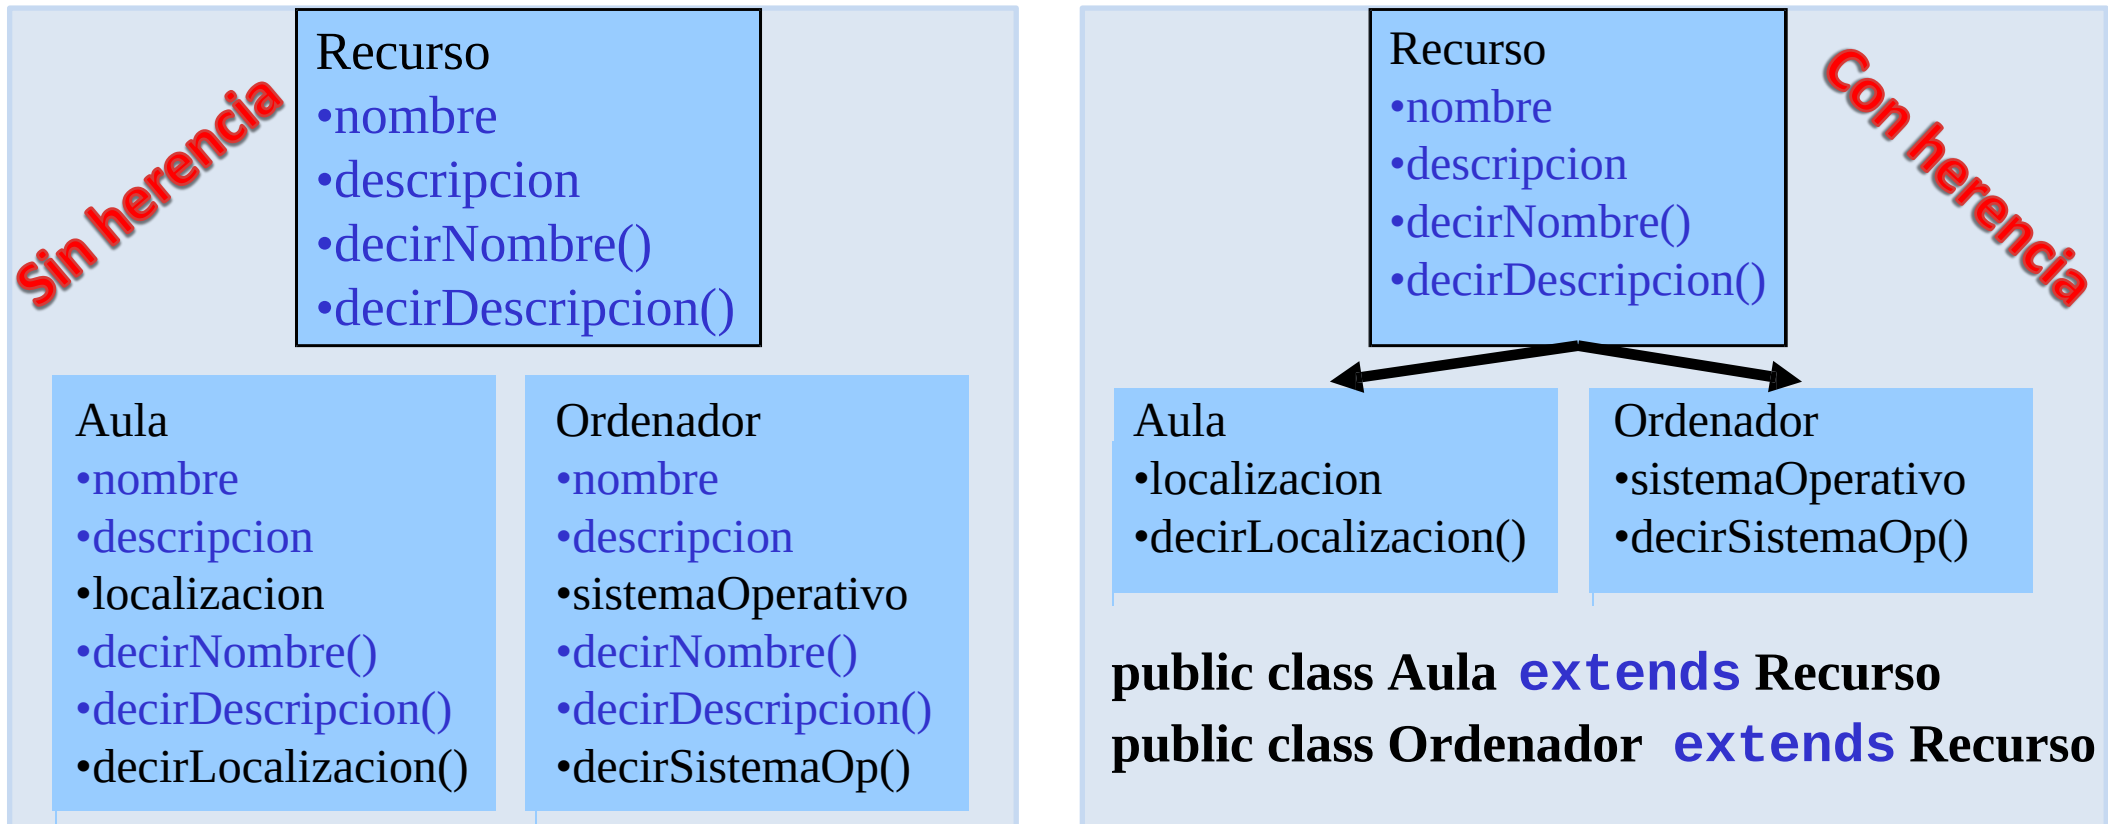 Sin herencia
Recurso
•nombre
•descripcion
•decirNombre()
•decirDescripcion()
Aula
•nombre
•descripcion
•localizacion
•decirNombre()
•decirDescripcion()
•decirLocalizacion()
Ordenador
•nombre
•descripcion
•sistemaOperativo
•decirNombre()
•decirDescripcion()
•decirSistemaOp()
Con herencia
Recurso
•nombre
•descripcion
•decirNombre()
•decirDescripcion()
Aula
•localizacion
•decirLocalizacion()
Ordenador
•sistemaOperativo
•decirSistemaOp()
public class Aula extends Recurso
public class Ordenador extends Recurso